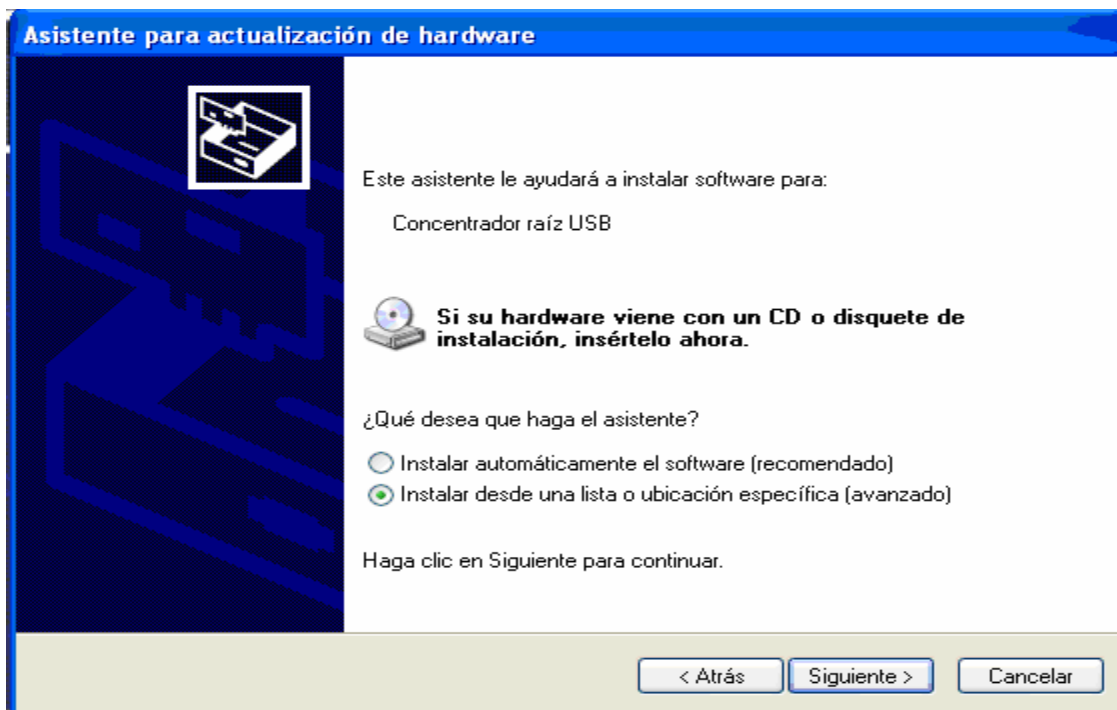 Asistente para actualización de hardware
Este asistente le ayudará a instalar software para:
Concentrador raíz USB
Si su hardware viene con un CD o disquete de
instalación, insértelo ahora.
¿Qué desea que haga el asistente?
Instalar automáticamente el software (recomendado)
Instalar desde una lista o ubicación específica (avanzado)
Haga clic en Siguiente para continuar.
< Atrás
Siguiente >
Cancelar